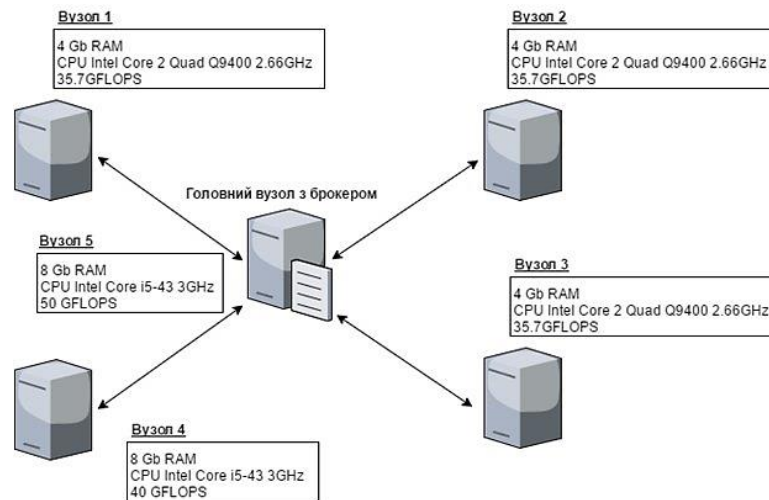 Вузол 1
4 Gb RAM
CPU Intel Core 2 Quad Q9400 2.66GHz
35.7GFLOPS
Вузол 2
4 Gb RAM
CPU Intel Core 2 Quad Q9400 2.66GHz
35.7GFLOPS
Головний вузол з брокером
Вузол 5
8 Gb RAM
CPU Intel Core i5-43 3GHz
50 GFLOPS
Вузол 3
4 Gb RAM
CPU Intel Core 2 Quad Q9400 2.66GHz
35.7GFLOPS
Вузол 4
8 Gb RAM
CPU Intel Core i5-43 3GHz
40 GFLOPS